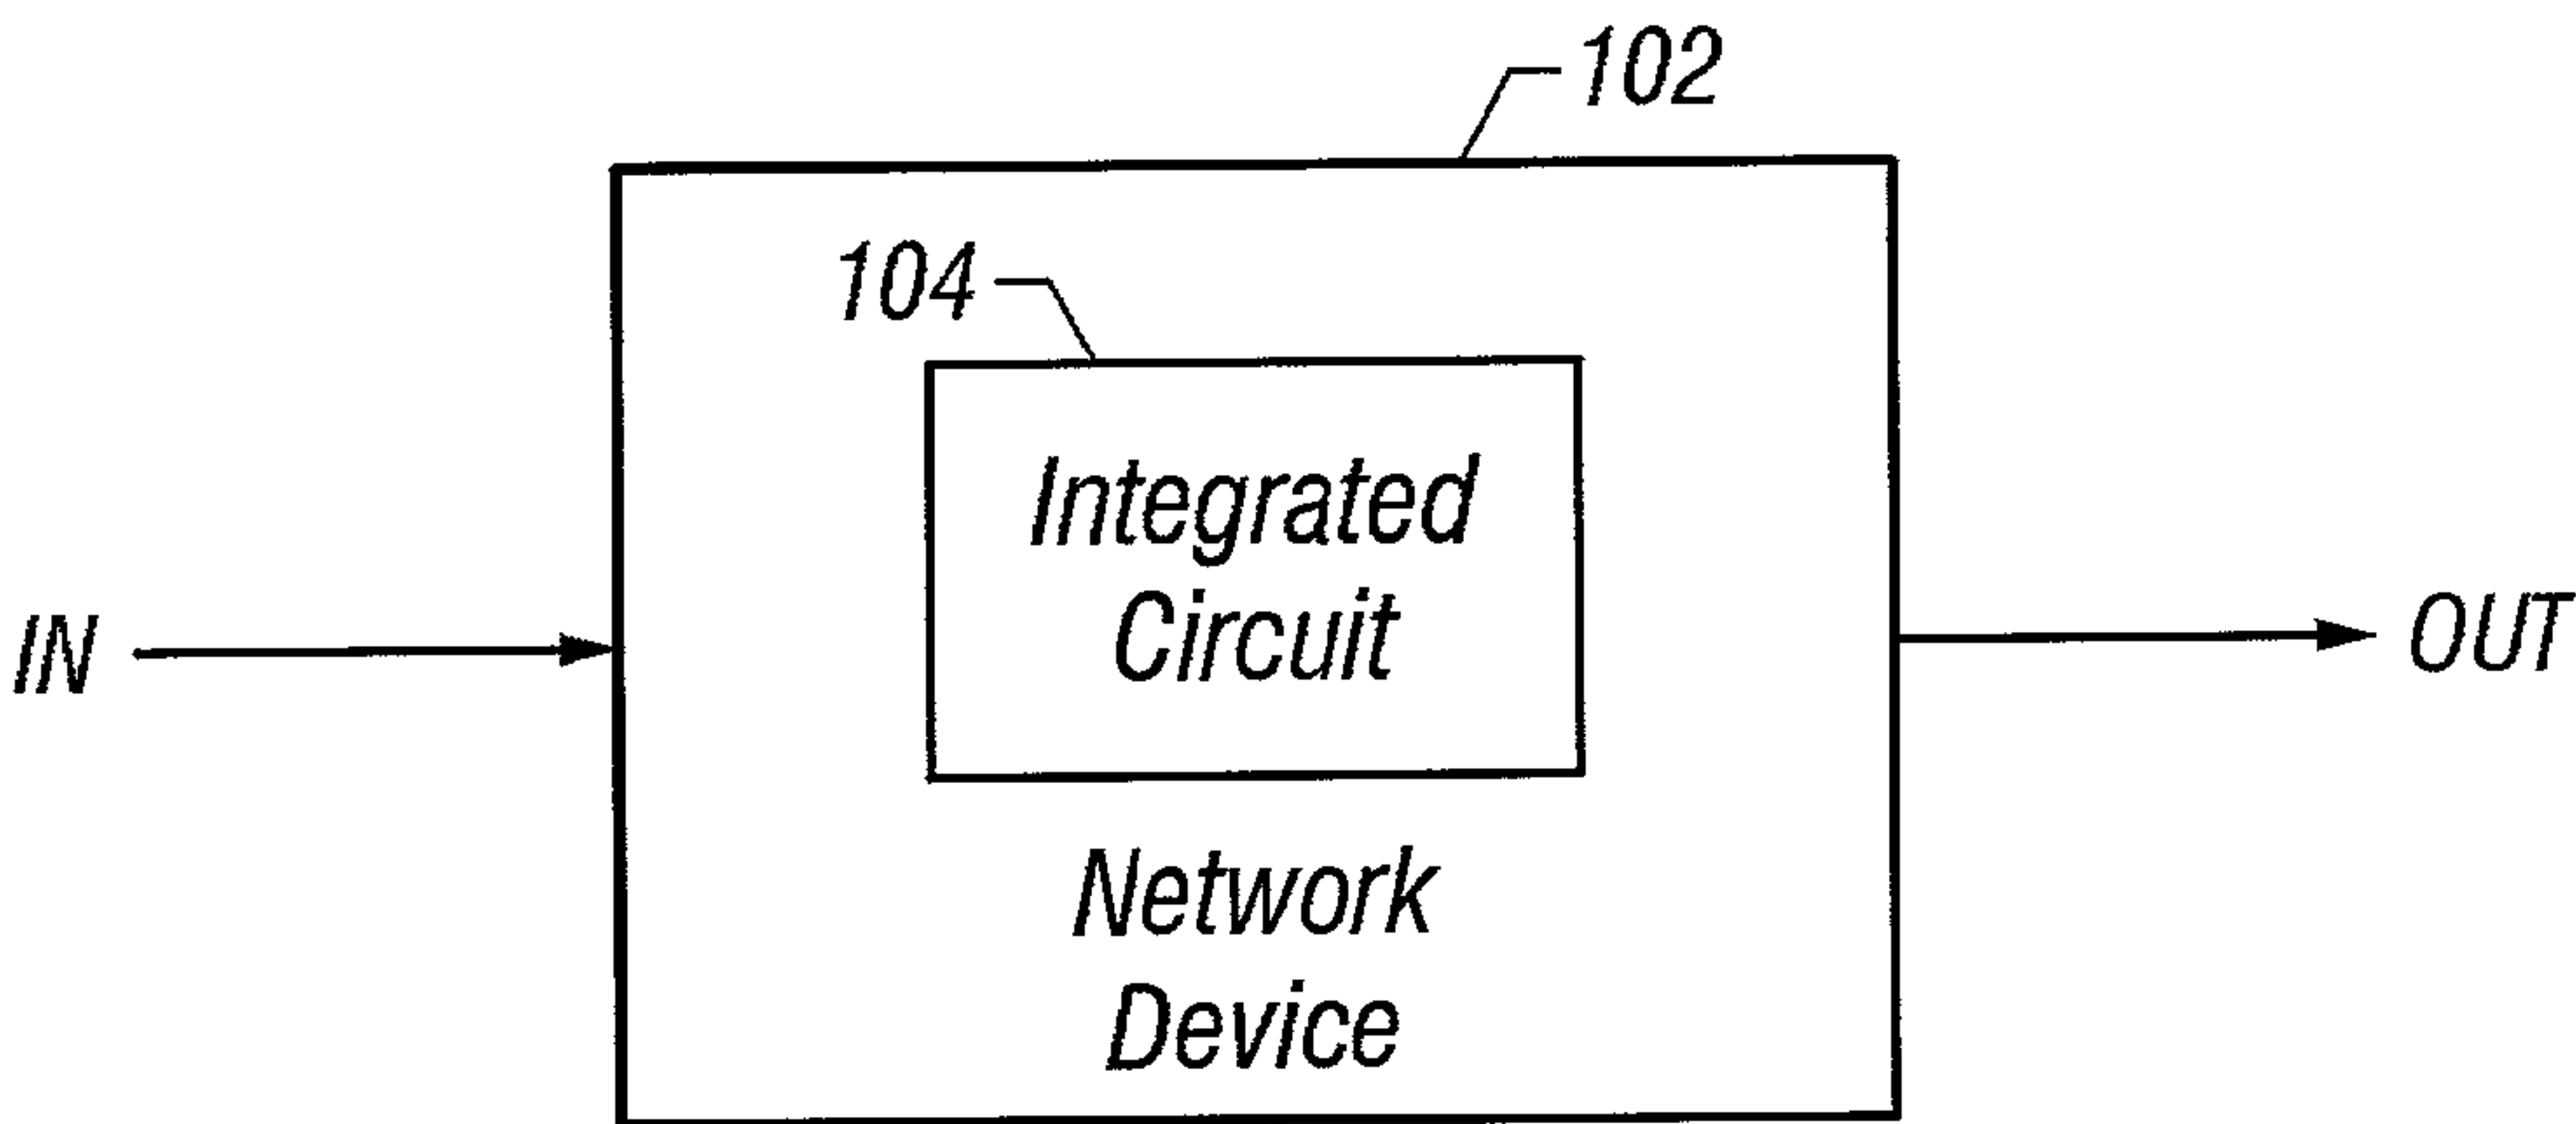 102
104
Integrated
Circuit
IN
OUT
Network
Device